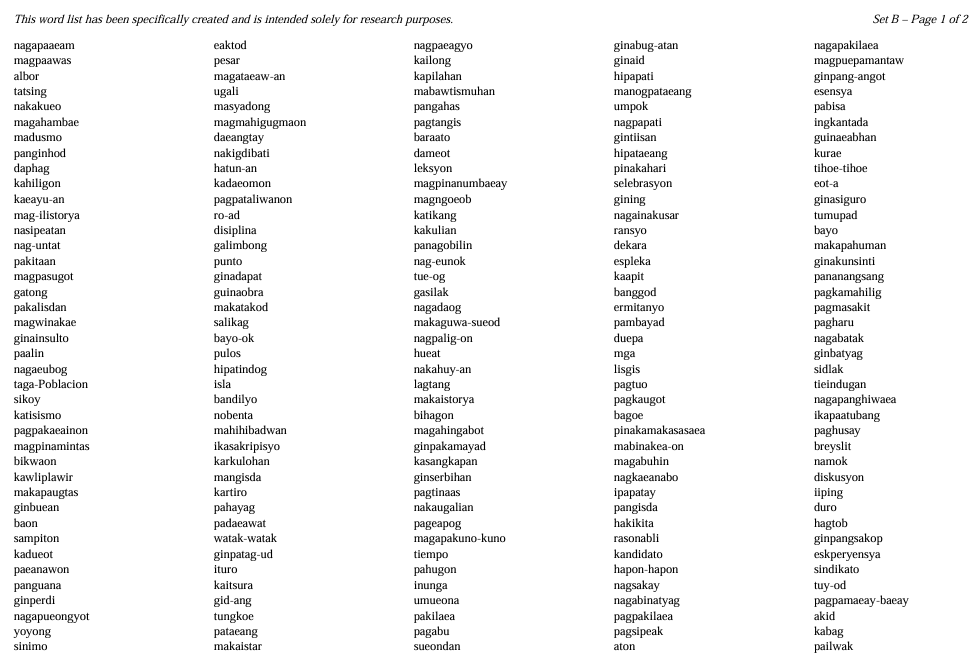 This word list has been specifically created and is intended solely for research purposes. Set B – Page 1 of 2
nagapaaeam eaktod nagpaeagyo ginabug-atan nagapakilaea
magpaawas pesar kailong ginaid magpuepamantaw
albor magataeaw-an kapilahan hipapati ginpang-angot
tatsing ugali mabawtismuhan manogpataeang esensya
nakakueo masyadong pangahas umpok pabisa
magahambae magmahigugmaon pagtangis nagpapati ingkantada
madusmo daeangtay baraato gintiisan guinaeabhan
panginhod nakigdibati dameot hipataeang kurae
daphag hatun-an leksyon pinakahari tihoe-tihoe
kahiligon kadaeomon magpinanumbaeay selebrasyon eot-a
kaeayu-an pagpataliwanon magngoeob gining ginasiguro
mag-ilistorya ro-ad katikang nagainakusar tumupad
nasipeatan disiplina kakulian ransyo bayo
nag-untat galimbong panagobilin dekara makapahuman
pakitaan punto nag-eunok espleka ginakunsinti
magpasugot ginadapat tue-og kaapit pananangsang
gatong guinaobra gasilak banggod pagkamahilig
pakalisdan makatakod nagadaog ermitanyo pagmasakit
magwinakae salikag makaguwa-sueod pambayad pagharu
ginainsulto bayo-ok nagpalig-on duepa nagabatak
paalin pulos hueat mga ginbatyag
nagaeubog hipatindog nakahuy-an lisgis sidlak
taga-Poblacion isla lagtang pagtuo tieindugan
sikoy bandilyo makaistorya pagkaugot nagapanghiwaea
katisismo nobenta bihagon bagoe ikapaatubang
pagpakaeainon mahihibadwan magahingabot pinakamakasasaea paghusay
magpinamintas ikasakripisyo ginpakamayad mabinakea-on breyslit
bikwaon karkulohan kasangkapan magabuhin namok
kawliplawir mangisda ginserbihan nagkaeanabo diskusyon
makapaugtas kartiro pagtinaas ipapatay iiping
ginbuean pahayag nakaugalian pangisda duro
baon padaeawat pageapog hakikita hagtob
sampiton watak-watak magapakuno-kuno rasonabli ginpangsakop
kadueot ginpatag-ud tiempo kandidato eskperyensya
paeanawon ituro pahugon hapon-hapon sindikato
panguana kaitsura inunga nagsakay tuy-od
ginperdi gid-ang umueona nagabinatyag pagpamaeay-baeay
nagapueongyot tungkoe pakilaea pagpakilaea akid
yoyong pataeang pagabu pagsipeak kabag
sinimo makaistar sueondan aton pailwak